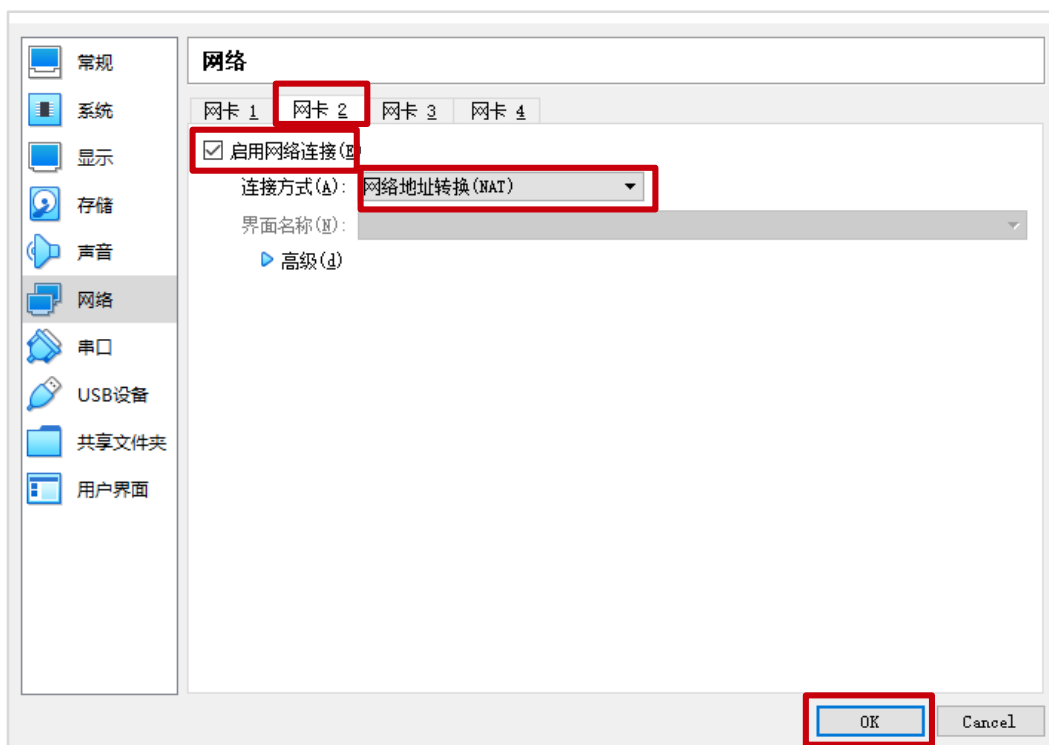 常规
系统
显示
存储
声音
网络
串口
USB设备
共享文件夹
用户界面
网络
网卡 1 网卡 2 网卡 3 网卡 4
启用网络连接(E)
连接方式(A): 网络地址转换(NAT)
界面名称(N):
高级(d)
OK Cancel